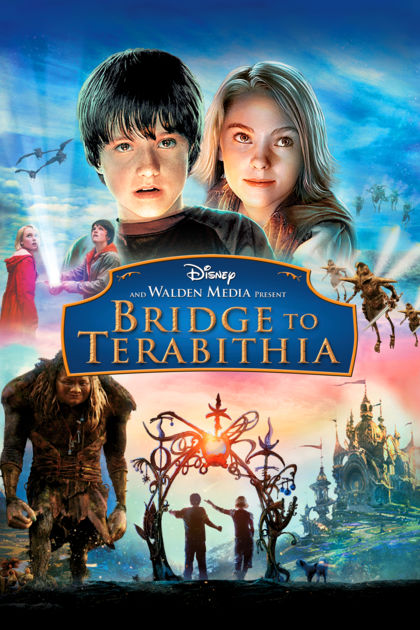 Disney
AND WALDEN MEDIA PRESENT
BRIDGE TO
TERABITHIA